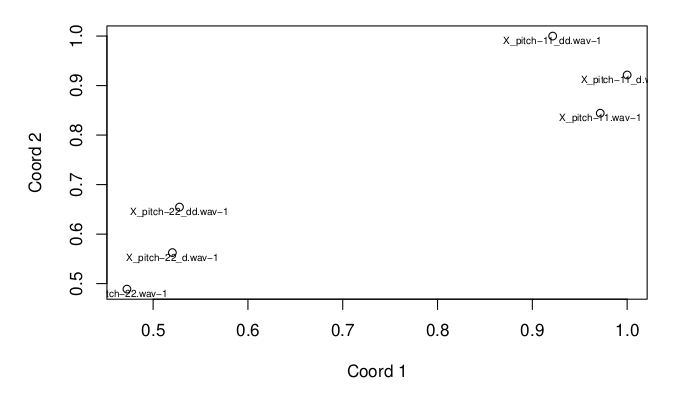 1.0
0.9
0.8
0.7
0.6
0.5
Coord 2
X_pitch-11_dd.wav-1
X_pitch-11_d.w
X_pitch-11.wav-1
X_pitch-22_dd.wav-1
X_pitch-22_d.wav-1
tch-22.wav-1
0.5 0.6 0.7 0.8 0.9 1.0
Coord 1